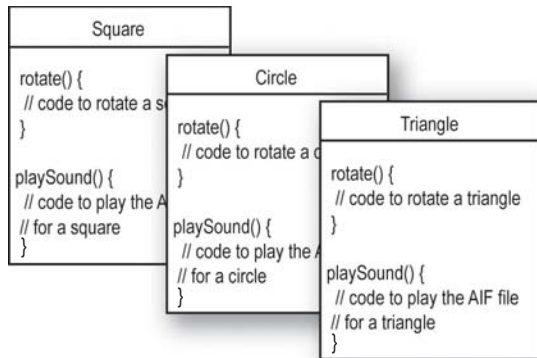 Square
rotate() {
// code to rotate a
}
playSound() {
// code to play the
// for a square
}
Circle
rotate() {
// code to rotate a
}
playSound() {
// code to play the
// for a circle
}
Triangle
rotate() {
// code to rotate a triangle
}
playSound() {
// code to play the AIF file
// for a triangle
}